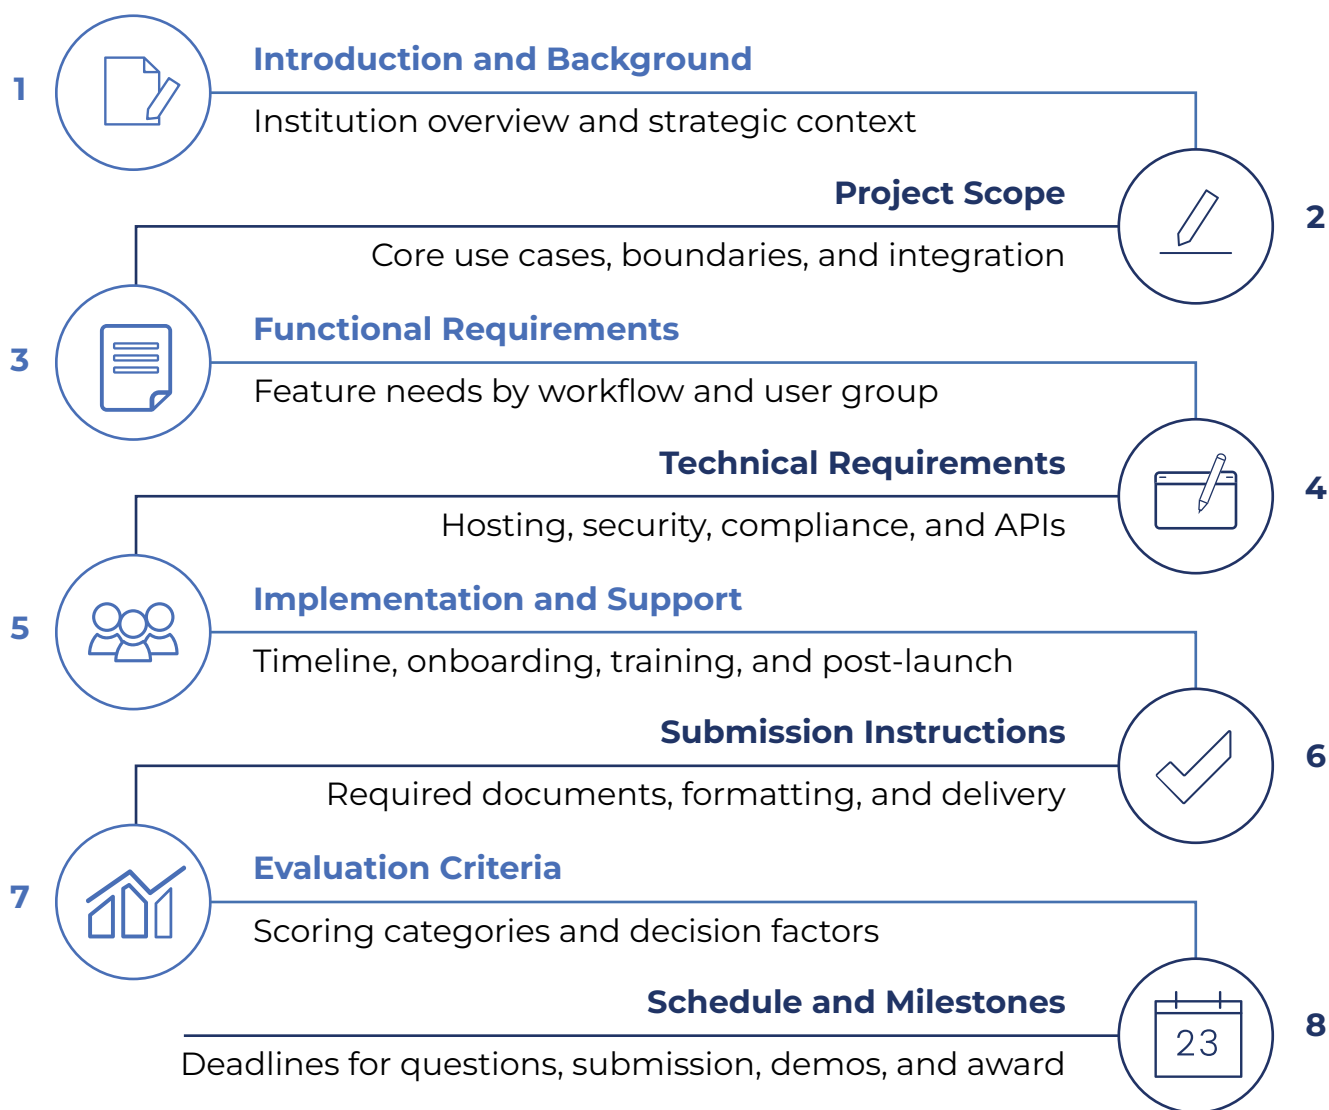 1
Introduction and Background
Institution overview and strategic context
Project Scope
2
Core use cases, boundaries, and integration
3
Functional Requirements
Feature needs by workflow and user group
Technical Requirements
4
Hosting, security, compliance, and APIs
5
Implementation and Support
Timeline, onboarding, training, and post-launch
Submission Instructions
6
Required documents, formatting, and delivery
7
Evaluation Criteria
Scoring categories and decision factors
Schedule and Milestones
8
23
Deadlines for questions, submission, demos, and award